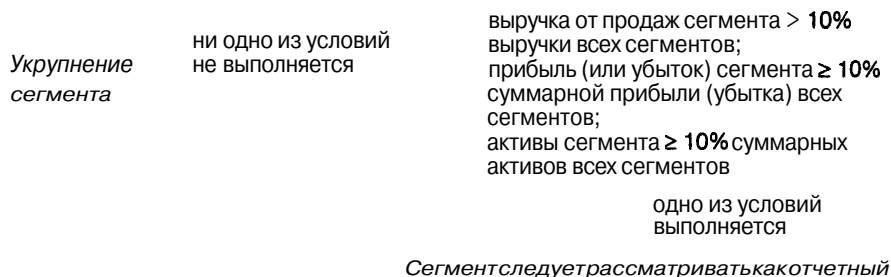 Укрупнение
сегмента
ни одно из условий
не выполняется
выручка от продаж сегмента > 10%
выручки всех сегментов;
прибыль (или убыток) сегмента ≥ 10%
суммарной прибыли (убытка) всех
сегментов;
активы сегмента ≥ 10% суммарных
активов всех сегментов
одно из условий
выполняется
Сегментследуетрассматриватькакотчетный